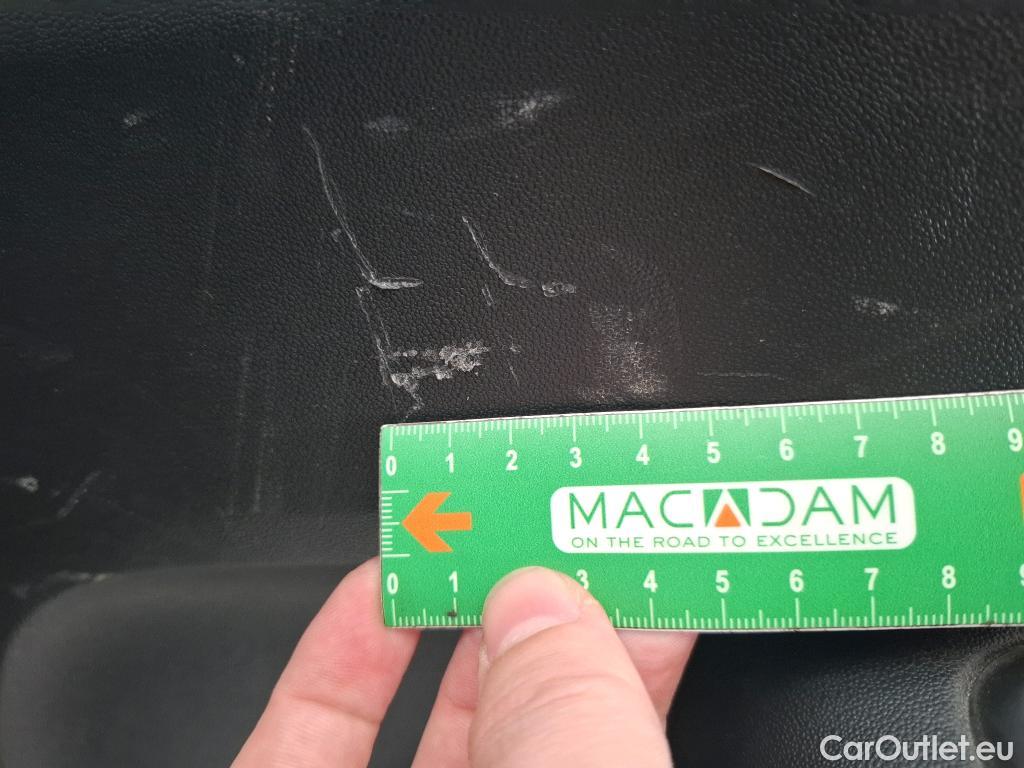 0 1 2 3 4 5 6 7 8 9
MACADAM
ON THE ROAD TO EXCELLENCE
0 1 3 4 5 6 7 8 9
CarOutlet.eu